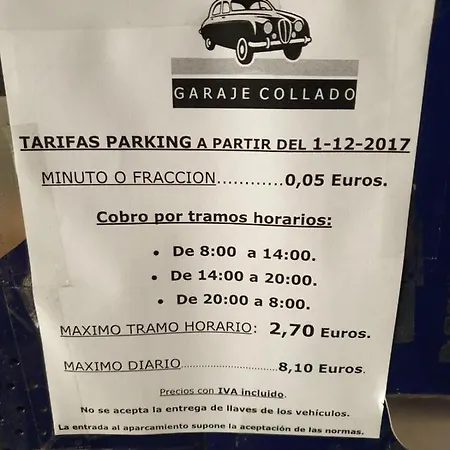 GARAJE COLLADO
TARIFAS PARKING A PARTIR DEL 1-12-2017
MINUTO O FRACCION............0,05 Euros.
Cobro por tramos horarios:
• De 8:00 a 14:00.
• De 14:00 a 20:00.
• De 20:00 a 8:00.
MAXIMO TRAMO HORARIO: 2,70 Euros.
MAXIMO DIARIO..............................8,10 Euros.
Precios con IVA incluido.
No se acepta la entrega de llaves de los vehículos.
La entrada al aparcamiento supone la aceptación de las normas.